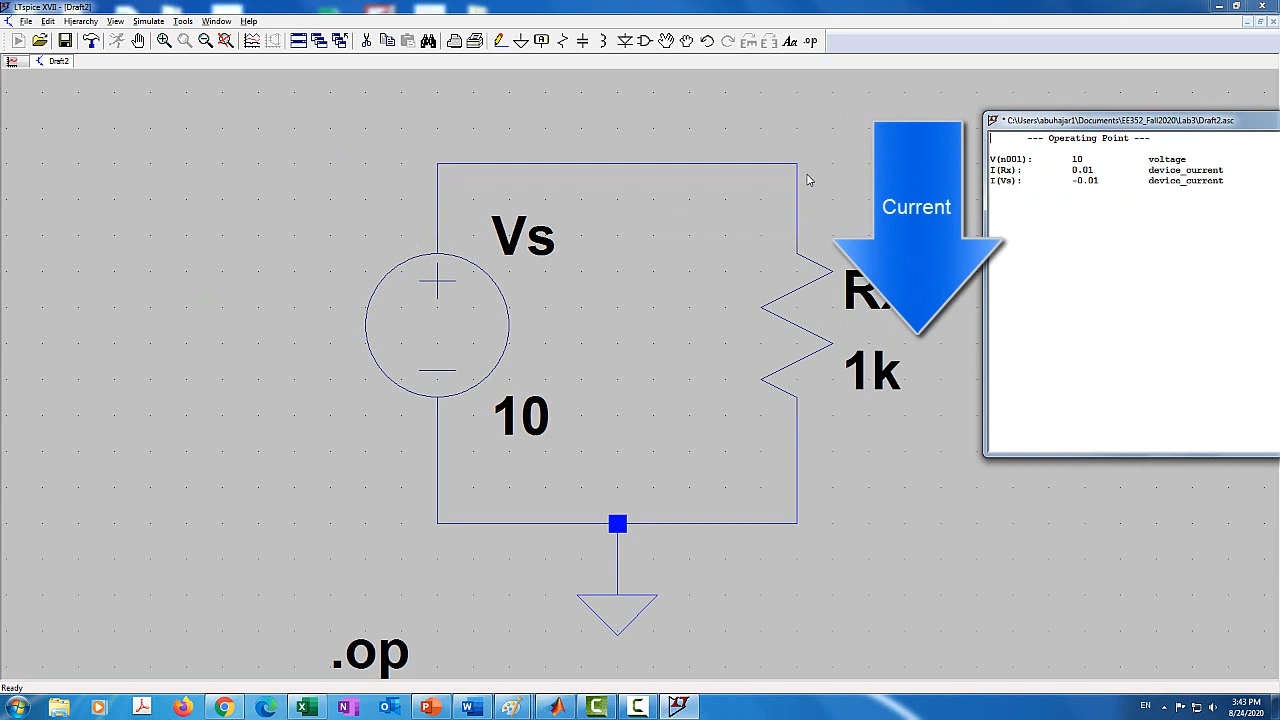 LTspice XVII - [Draft2]
File Edit Hierarchy View Simulate Tools Window Help
Aa .op
Draft2
* C:\Users\abuhajar1\Documents\EE352_Fall2020\Lab3\Draft2.asc
--- Operating Point ---
V(n001): 10 voltage
I(Rx): 0.01 device_current
I(Vs): -0.01 device_current
Current
Vs
10
1k
.op
Ready
EN
3:43 PM
8/24/2020